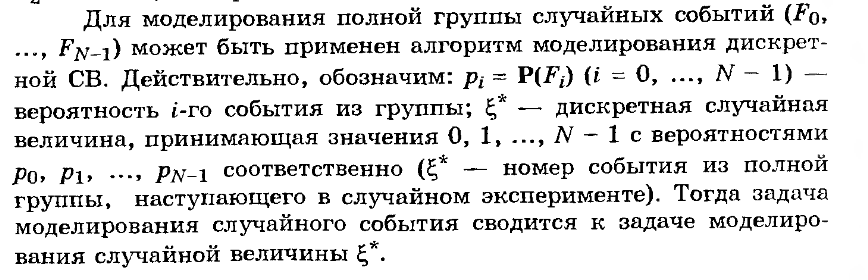 Для моделирования полной группы случайных событий (F₀,
..., F_{N−1}) может быть применен алгоритм моделирования дискрет-
ной СВ. Действительно, обозначим: pᵢ = P(Fᵢ) (i = 0, ..., N − 1) —
вероятность i-го события из группы; ξ* — дискретная случайная
величина, принимающая значения 0, 1, ..., N − 1 с вероятностями
p₀, p₁, ..., p_{N−1} соответственно (ξ* — номер события из полной
группы, наступающего в случайном эксперименте). Тогда задача
моделирования случайного события сводится к задаче моделиро-
вания случайной величины ξ*.